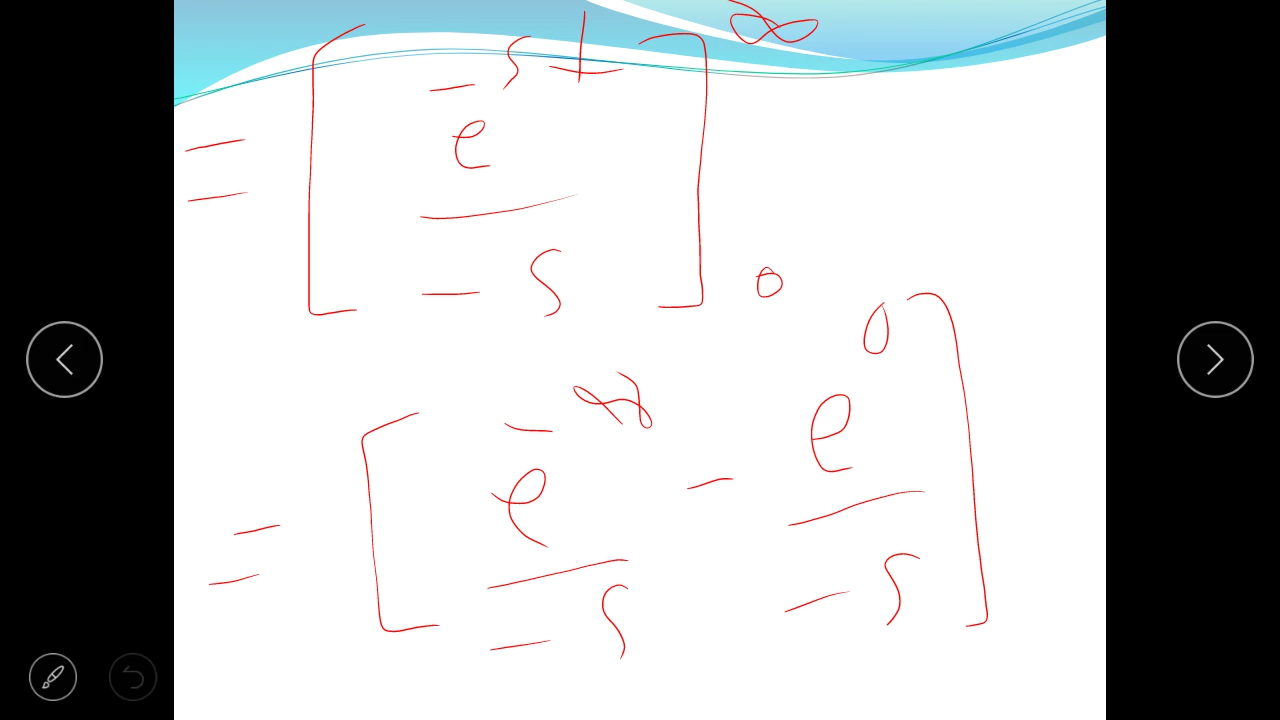 = [ e^{-st} / -s ]_0^∞
= [ e^{-∞} / -s - e^0 / -s ]